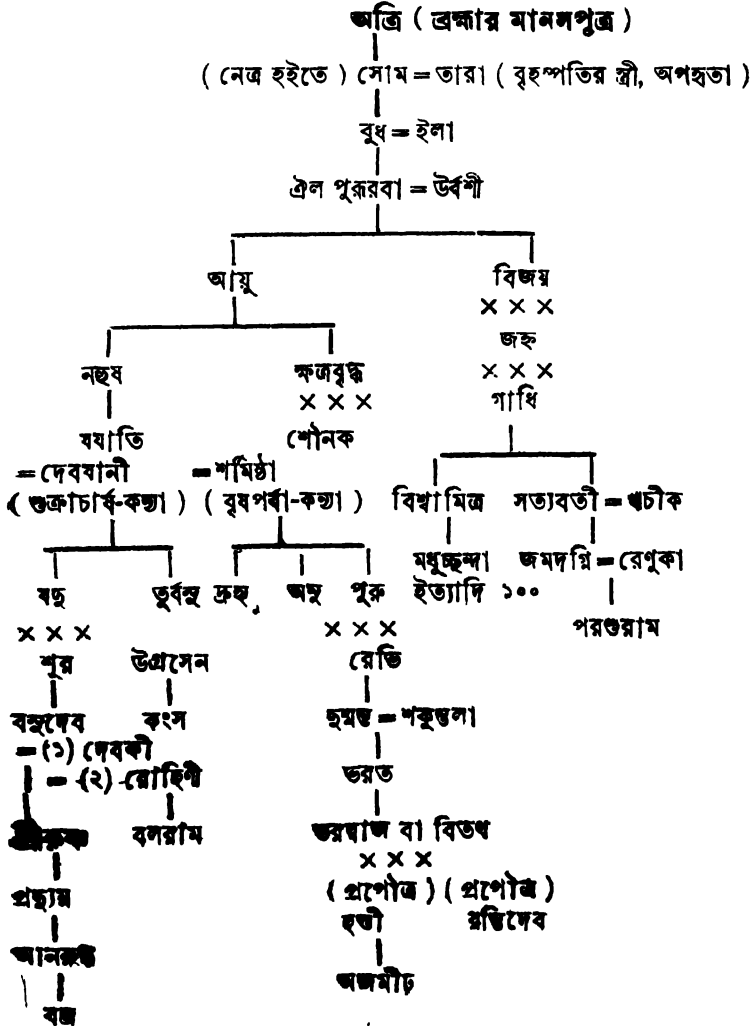 অত্রি ( ব্রহ্মার মানসপুত্র )
( নেত্র হইতে ) সোম = তারা ( বৃহস্পতির স্ত্রী, অপহৃতা )
বুধ = ইলা
ঐল পুরূরবা = উর্বশী
আয়ু বিজয়
× × ×
জহ্ন
নহুষ ক্ষত্রবৃদ্ধ × × ×
× × × গাধি
যযাতি শৌনক
= দেবযানী = শর্মিষ্ঠা
( শুক্রাচার্য-কন্যা ) ( বৃষপর্বা-কন্যা ) বিশ্বামিত্র সত্যবতী = ঋচীক
মধুচ্ছন্দা জমদগ্নি = রেণুকা
যদু তুর্বসু দ্রুহ্যু অনু পুরু ইত্যাদি ১০০
× × × × × × পরশুরাম
শূর উগ্রসেন রেভি
বসুদেব কংস দুষ্মন্ত = শকুন্তলা
= (১) দেবকী
= (২) রোহিণী ভরত
শ্রীকৃষ্ণ বলরাম ভরদ্বাজ বা বিতথ
× × ×
প্রদ্যুম্ন ( প্রপৌত্র ) ( প্রপৌত্র )
হস্তী রন্তিদেব
আনরুদ্ধ
অজমীঢ়
বজ্র